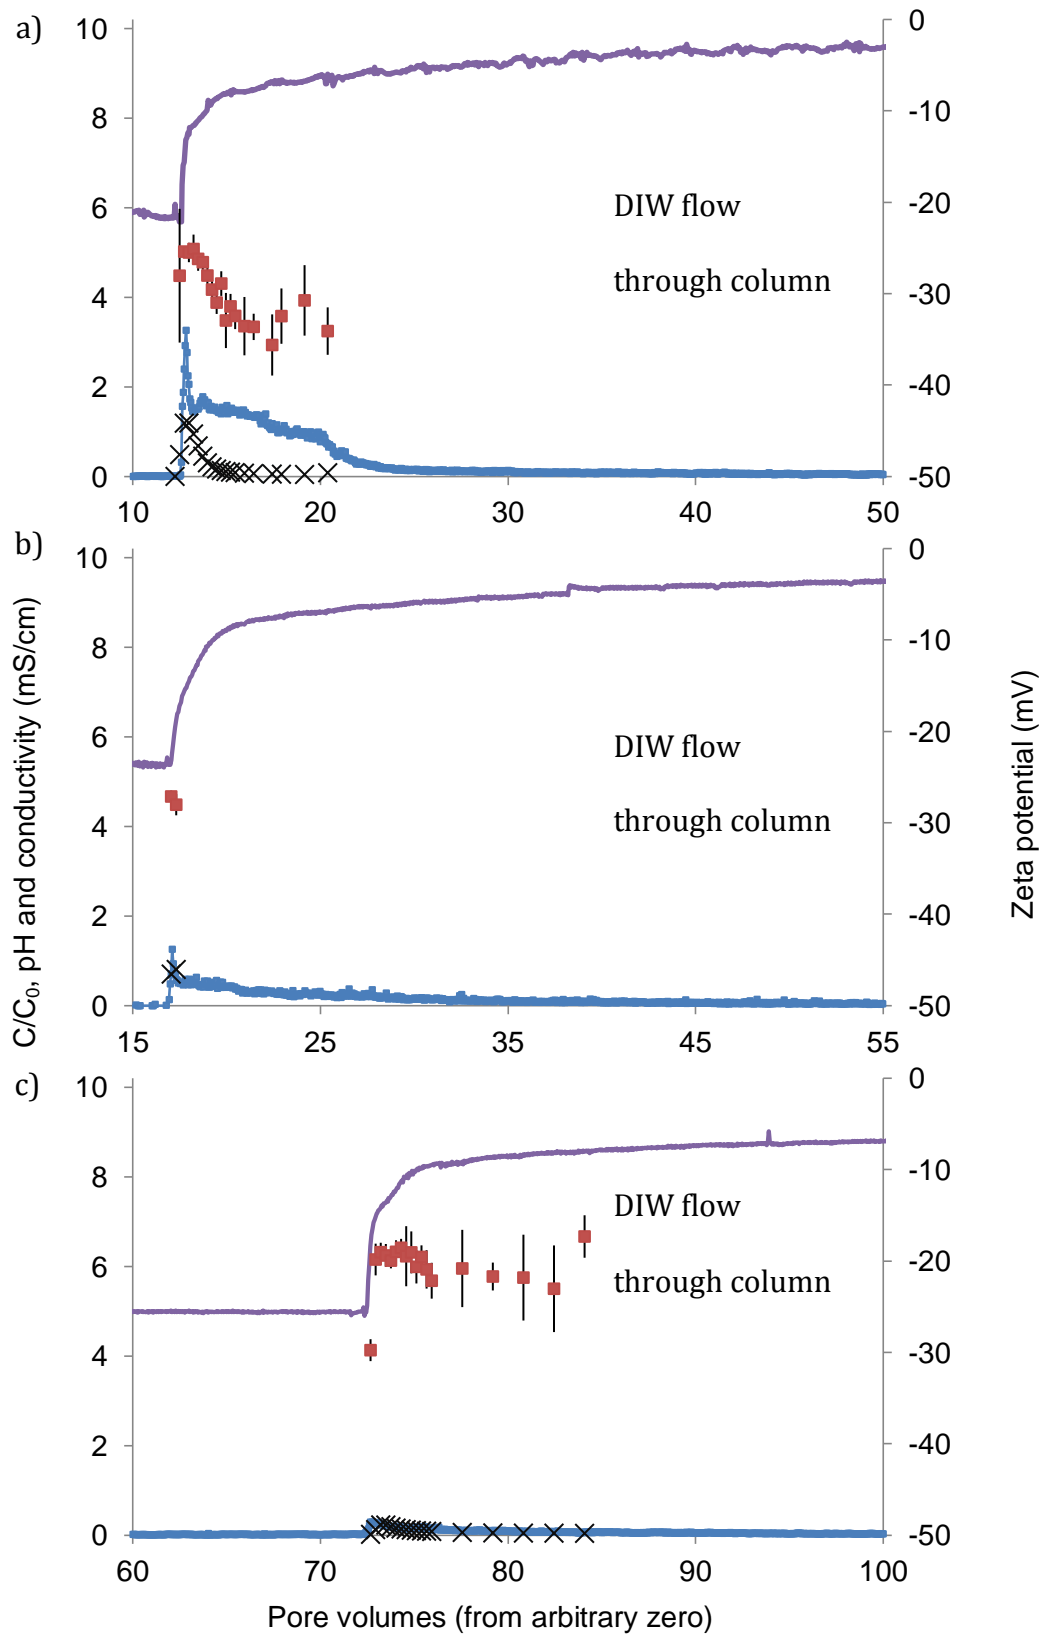 a)
10
8
6
4
2
0
0
-10
-20
-30
-40
-50
DIW flow
through column
10 20 30 40 50
b)
10
8
6
4
2
0
0
-10
-20
-30
-40
-50
DIW flow
through column
15 25 35 45 55
C/C₀, pH and conductivity (mS/cm)
Zeta potential (mV)
c)
10
8
6
4
2
0
0
-10
-20
-30
-40
-50
DIW flow
through column
60 70 80 90 100
Pore volumes (from arbitrary zero)